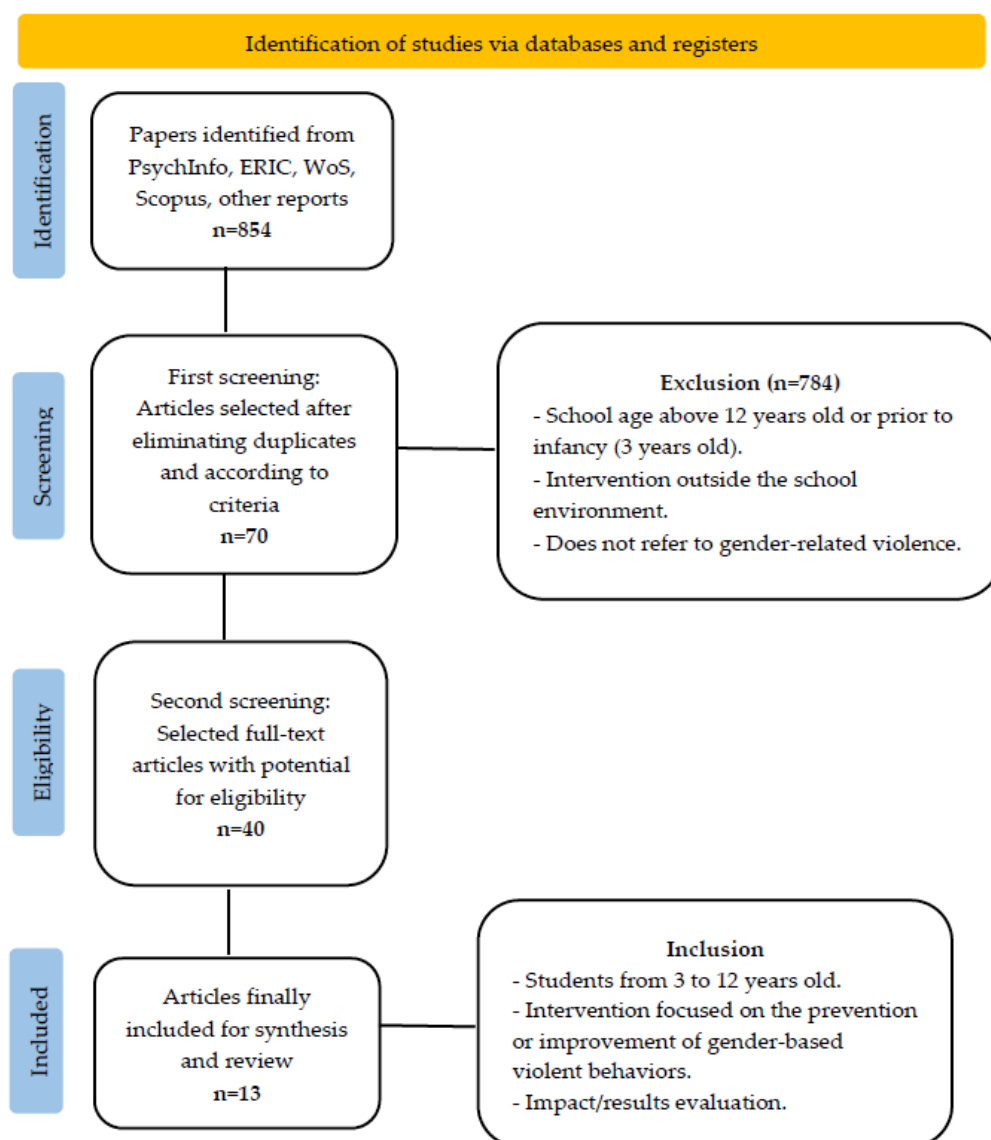 Identification of studies via databases and registers
Identification
Papers identified from
PsychInfo, ERIC, WoS,
Scopus, other reports
n=854
Screening
First screening:
Articles selected after
eliminating duplicates
and according to
criteria
n=70
Exclusion (n=784)
- School age above 12 years old or prior to
infancy (3 years old).
- Intervention outside the school
environment.
- Does not refer to gender-related violence.
Eligibility
Second screening:
Selected full-text
articles with potential
for eligibility
n=40
Included
Articles finally
included for synthesis
and review
n=13
Inclusion
- Students from 3 to 12 years old.
- Intervention focused on the prevention
or improvement of gender-based
violent behaviors.
- Impact/results evaluation.